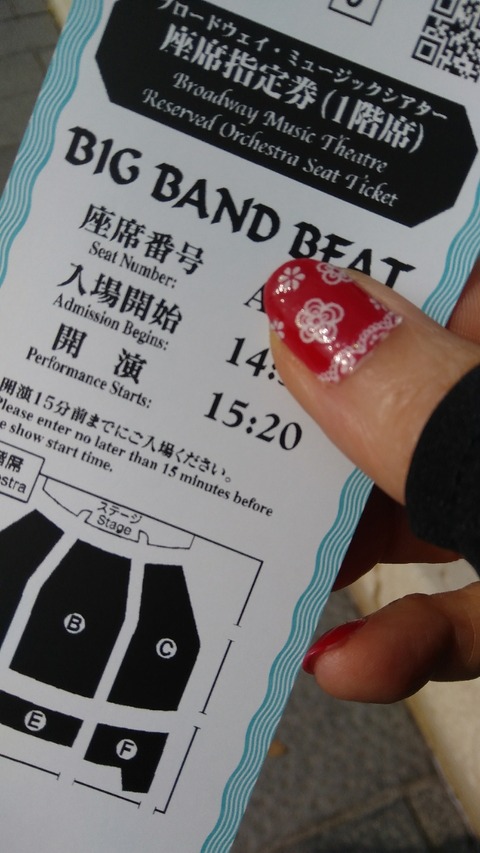 ブロードウェイ・ミュージックシアター
座席指定券(1階席)
Broadway Music Theatre
Reserved Orchestra Seat Ticket
BIG BAND BEAT
座席番号
Seat Number: A
入場開始
Admission Begins: 14:
開演
Performance Starts: 15:20
開演15分前までにご入場ください。
Please enter no later than 15 minutes before
e show start time.
席
estra
ステージ
Stage
B
C
E
F